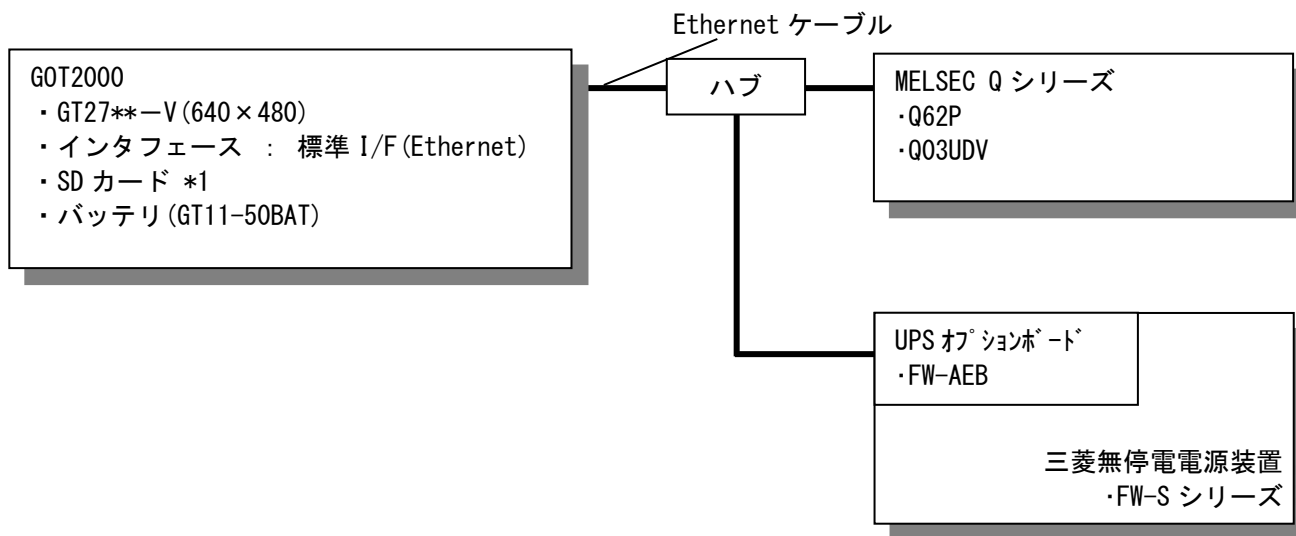 Ethernet ケーブル
GOT2000
・GT27**－V(640×480)
・インタフェース ： 標準 I/F(Ethernet)
・SD カード *1
・バッテリ(GT11-50BAT)
ハブ
MELSEC Q シリーズ
・Q62P
・Q03UDV
UPS ｵﾌﾟｼｮﾝﾎﾞｰﾄﾞ
・FW-AEB
三菱無停電電源装置
・FW-S シリーズ